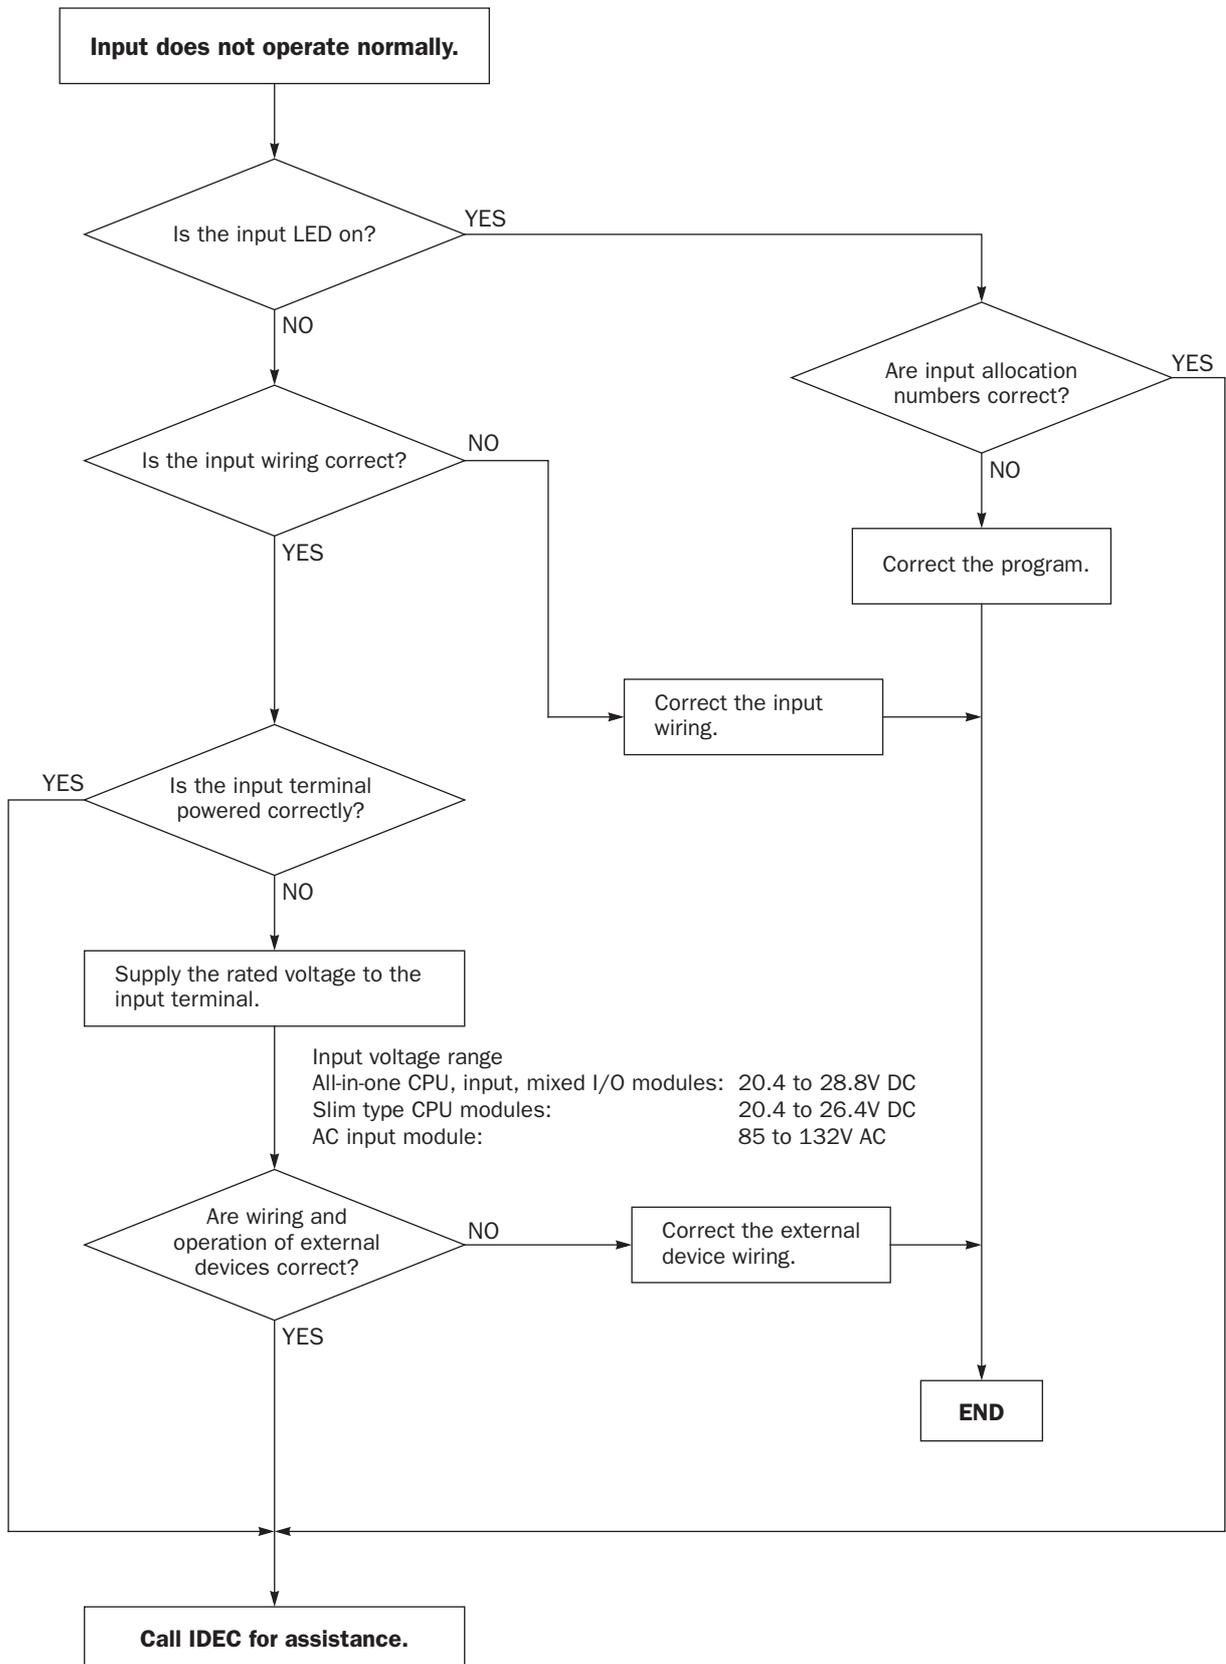 Input does not operate normally.
Is the input LED on?
YES
NO
Are input allocation
numbers correct?
YES
NO
Is the input wiring correct?
NO
YES
Correct the program.
Correct the input
wiring.
Is the input terminal
powered correctly?
YES
NO
Supply the rated voltage to the
input terminal.
Input voltage range
All-in-one CPU, input, mixed I/O modules: 20.4 to 28.8V DC
Slim type CPU modules: 20.4 to 26.4V DC
AC input module: 85 to 132V AC
Are wiring and
operation of external
devices correct?
NO
YES
Correct the external
device wiring.
END
Call IDEC for assistance.